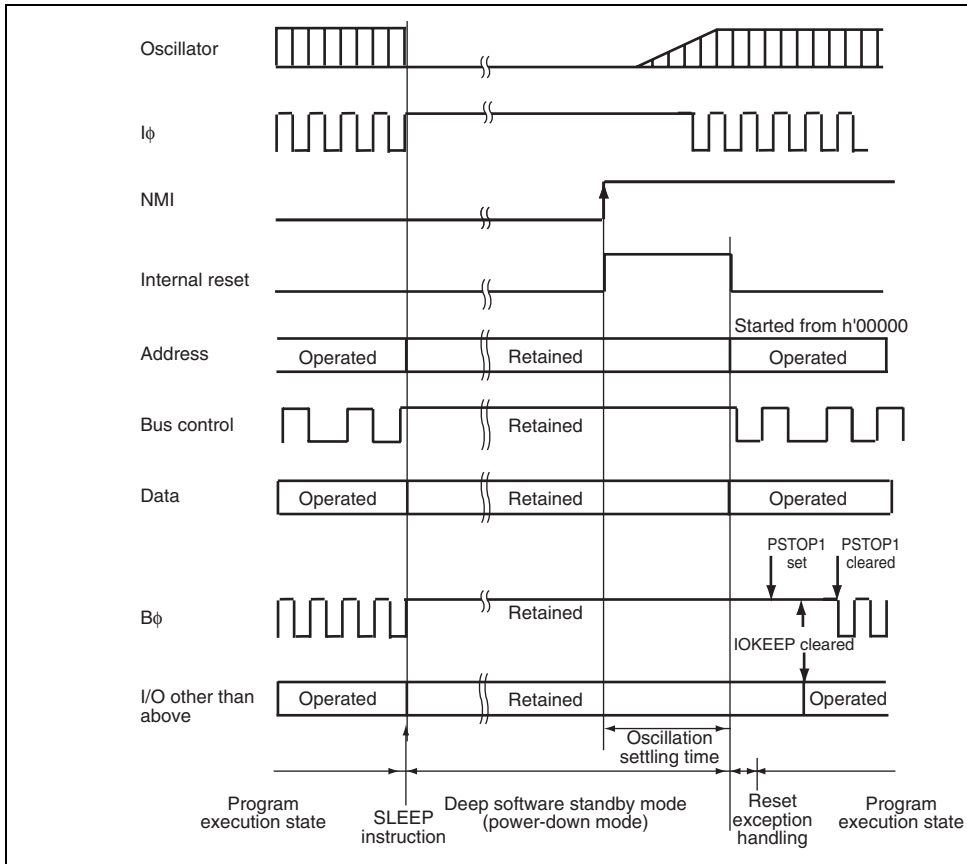 Oscillator
Iϕ
NMI
Internal reset
Started from h'00000
Address
Operated
Retained
Operated
Bus control
Retained
Data
Operated
Retained
Operated
PSTOP1
set
PSTOP1
cleared
Bϕ
Retained
IOKEEP cleared
I/O other than
above
Operated
Retained
Operated
Oscillation
settling time
Program
execution state
SLEEP
instruction
Deep software standby mode
(power-down mode)
Reset
exception
handling
Program
execution state